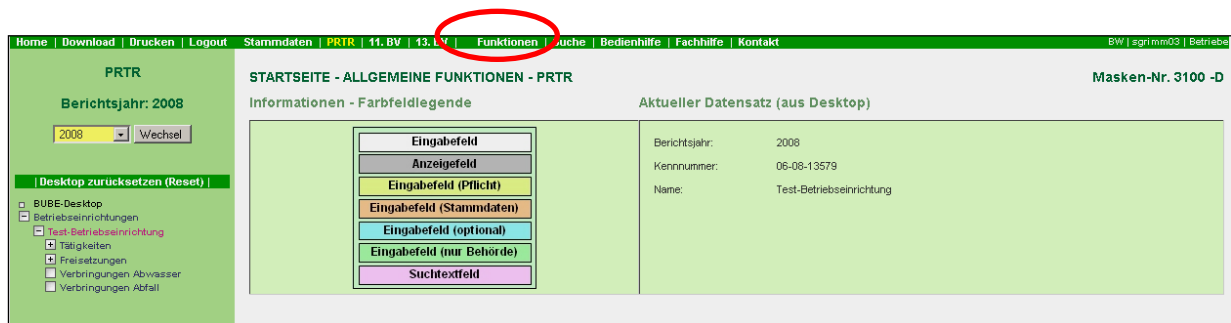 Home | Download | Drucken | Logout Stammdaten | PRTR | 11. BV | 13. BV | Funktionen | Suche | Bedienhilfe | Fachhilfe | Kontakt BW | sgrimm03 | Betriebe
PRTR
Berichtsjahr: 2008
2008 Wechsel
| Desktop zurücksetzen (Reset) |
BUBE-Desktop
Betriebseinrichtungen
Test-Betriebseinrichtung
Tätigkeiten
Freisetzungen
Verbringungen Abwasser
Verbringungen Abfall
STARTSEITE - ALLGEMEINE FUNKTIONEN - PRTR Masken-Nr. 3100 -D
Informationen - Farbfeldlegende
Eingabefeld
Anzeigefeld
Eingabefeld (Pflicht)
Eingabefeld (Stammdaten)
Eingabefeld (optional)
Eingabefeld (nur Behörde)
Suchtextfeld
Aktueller Datensatz (aus Desktop)
Berichtsjahr: 2008
Kennnummer: 06-08-13579
Name: Test-Betriebseinrichtung